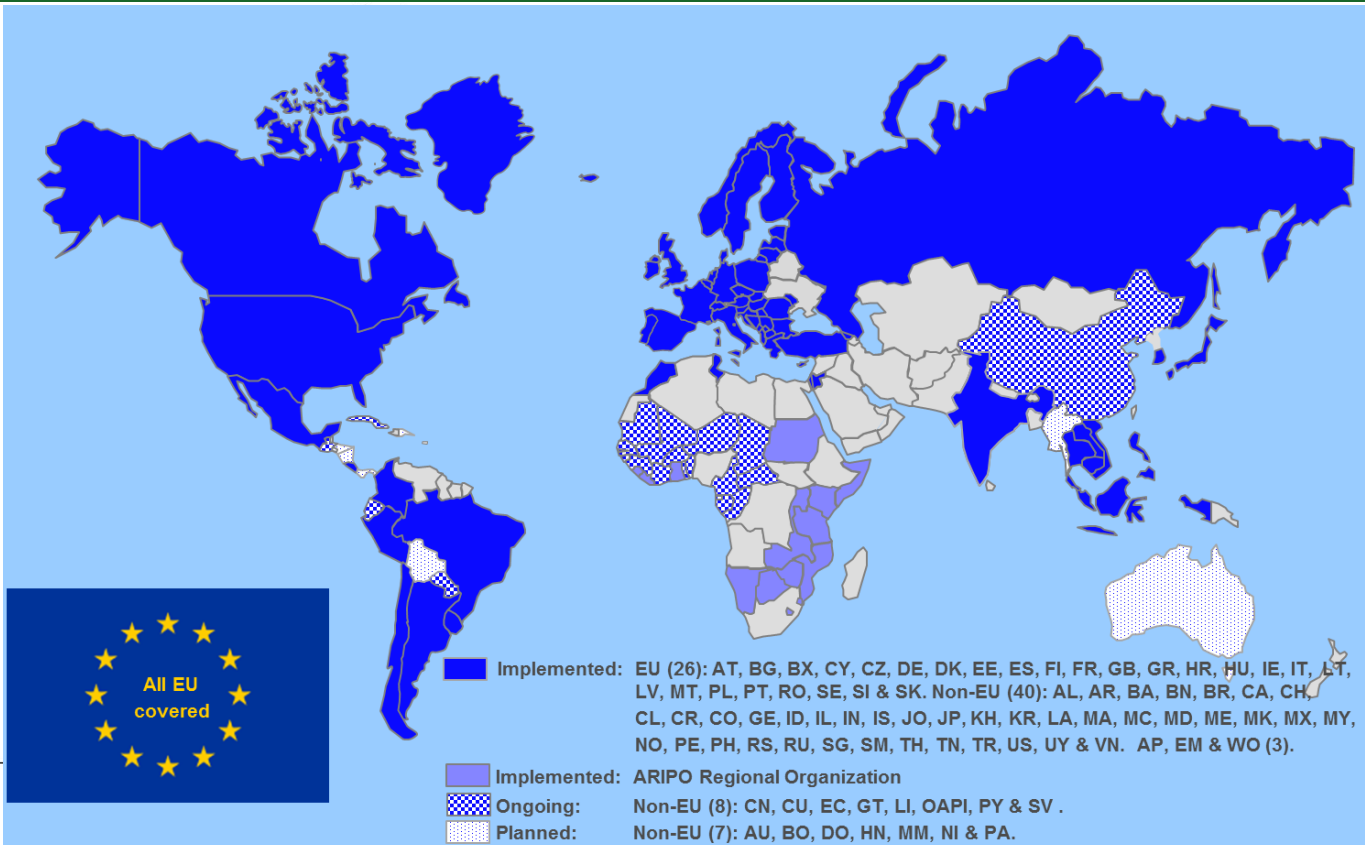 All EU
covered
Implemented: EU (26): AT, BG, BX, CY, CZ, DE, DK, EE, ES, FI, FR, GB, GR, HR, HU, IE, IT, LT,
LV, MT, PL, PT, RO, SE, SI & SK. Non-EU (40): AL, AR, BA, BN, BR, CA, CH,
CL, CR, CO, GE, ID, IL, IN, IS, JO, JP, KH, KR, LA, MA, MC, MD, ME, MK, MX, MY,
NO, PE, PH, RS, RU, SG, SM, TH, TN, TR, US, UY & VN. AP, EM & WO (3).
Implemented: ARIPO Regional Organization
Ongoing: Non-EU (8): CN, CU, EC, GT, LI, OAPI, PY & SV .
Planned: Non-EU (7): AU, BO, DO, HN, MM, NI & PA.